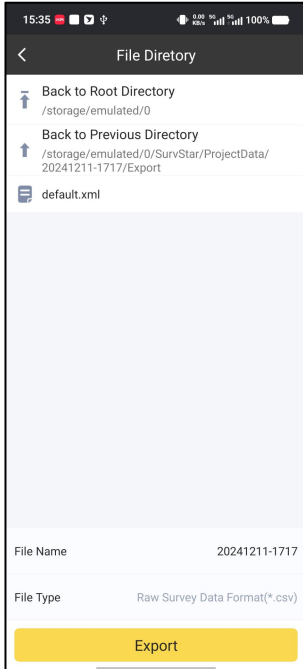 15:35 0.00 KB/s 5G 5G 100%
File Diretory
Back to Root Directory
/storage/emulated/0
Back to Previous Directory
/storage/emulated/0/SurvStar/ProjectData/
20241211-1717/Export
default.xml
File Name 20241211-1717
File Type Raw Survey Data Format(*.csv)
Export